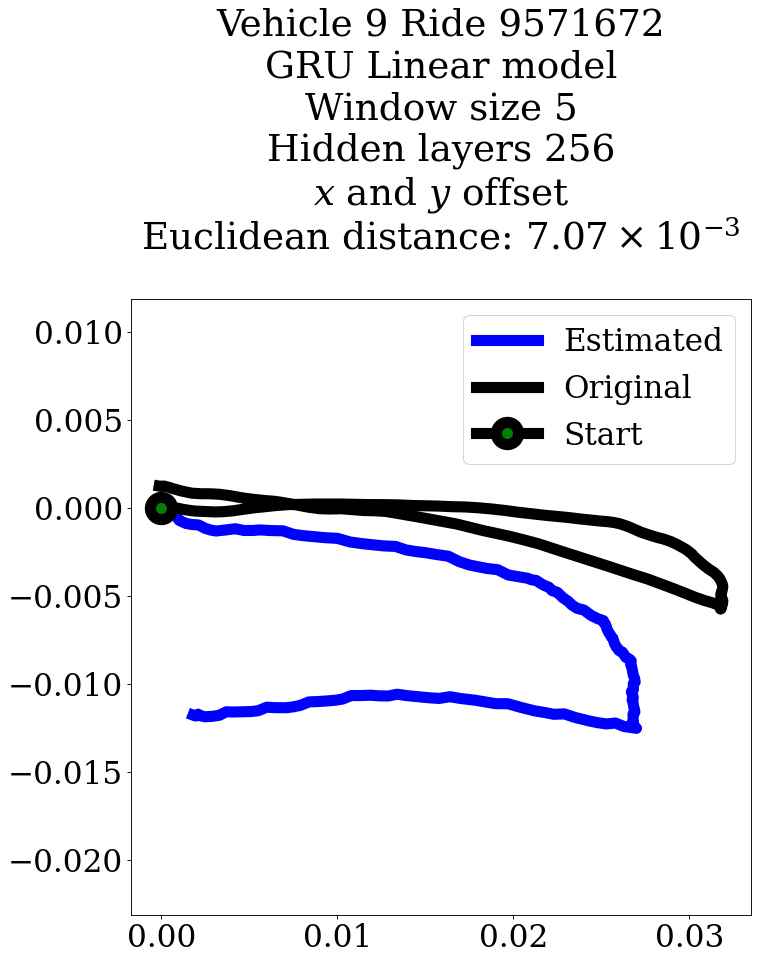 Vehicle 9 Ride 9571672
GRU Linear model
Window size 5
Hidden layers 256
x and y offset
Euclidean distance: 7.07 × 10⁻³
Estimated
Original
Start
0.010
0.005
0.000
−0.005
−0.010
−0.015
−0.020
0.00 0.01 0.02 0.03